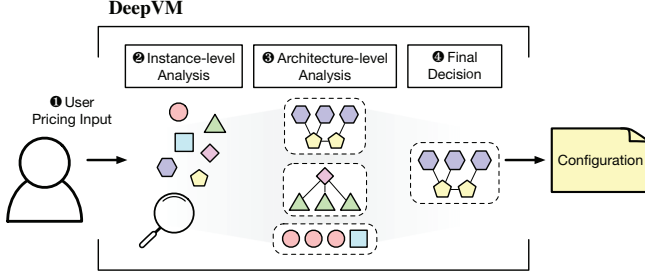 DeepVM
❷ Instance-level
Analysis
❸ Architecture-level
Analysis
❹ Final
Decision
❶ User
Pricing Input
Configuration